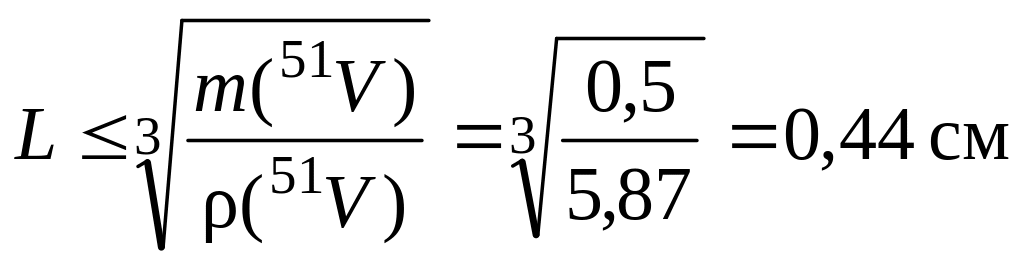 L ≤ ∛(m(⁵¹V) / ρ(⁵¹V)) = ∛(0,5 / 5,87) = 0,44 см